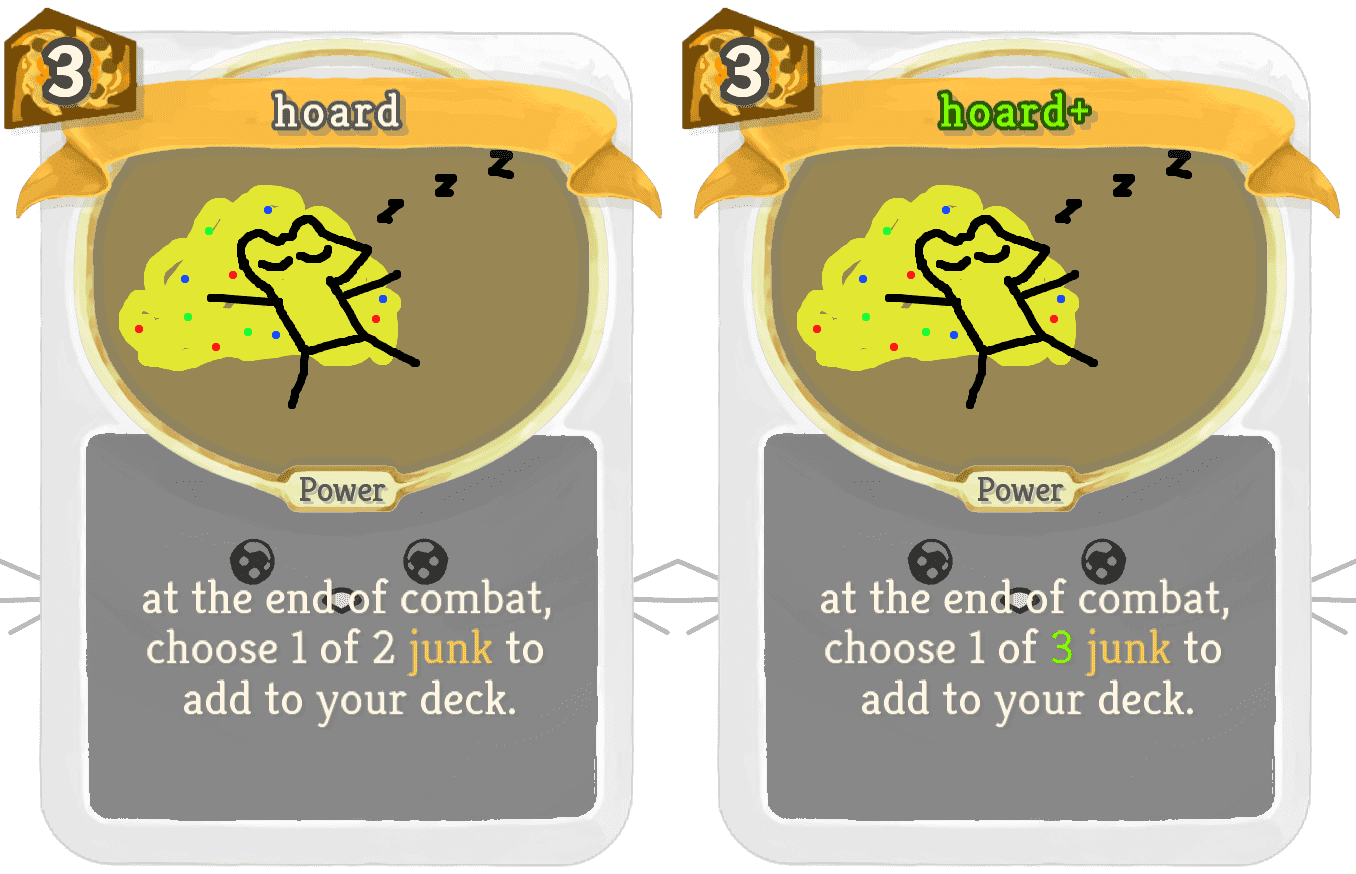 3
hoard
z z z
Power
at the end of combat,
choose 1 of 2 junk to
add to your deck.
3
hoard+
z z z
Power
at the end of combat,
choose 1 of 3 junk to
add to your deck.